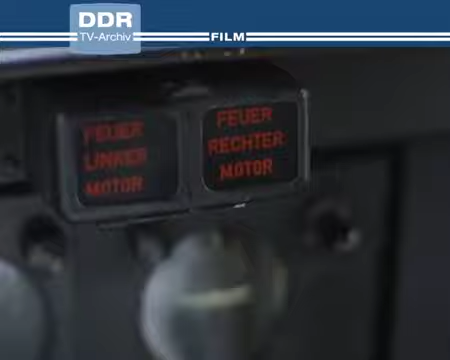 DDR
TV-Archiv
FILM
FEUER
LINKER
MOTOR
FEUER
RECHTER
MOTOR